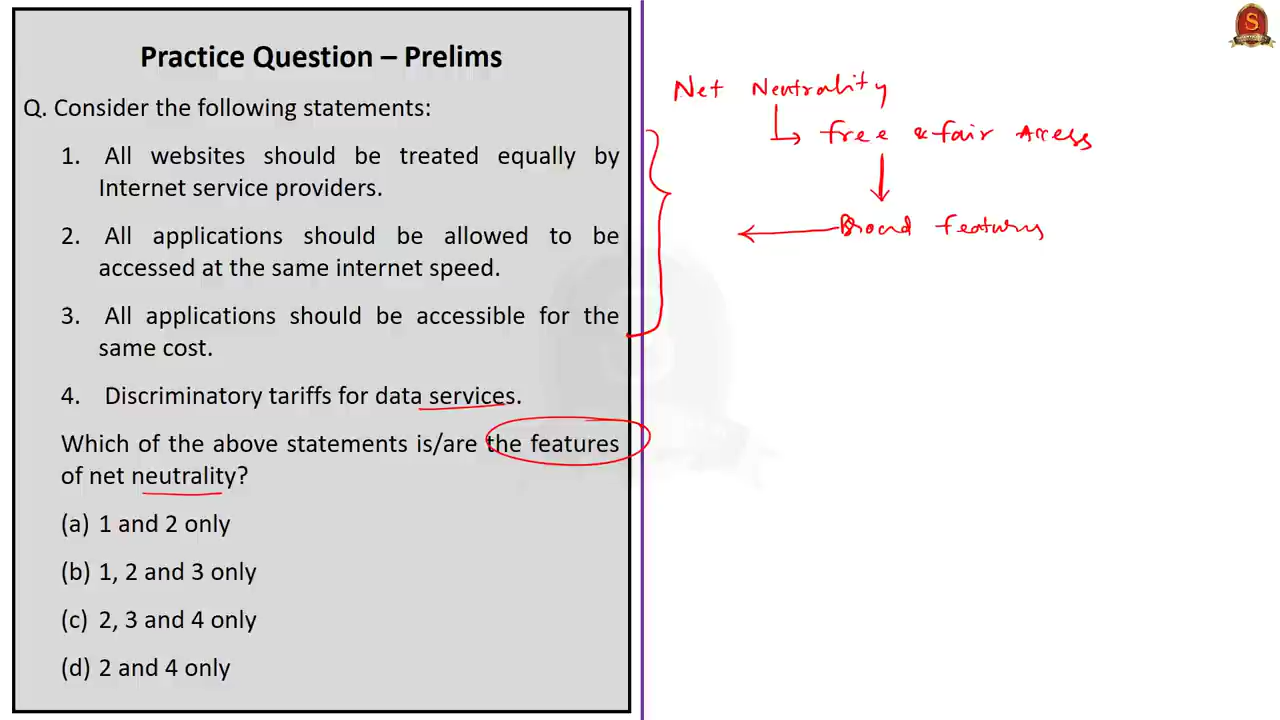 Practice Question – Prelims
Q. Consider the following statements:
1. All websites should be treated equally by
Internet service providers.
2. All applications should be allowed to be
accessed at the same internet speed.
3. All applications should be accessible for the
same cost.
4. Discriminatory tariffs for data services.
Which of the above statements is/are the features
of net neutrality?
(a) 1 and 2 only
(b) 1, 2 and 3 only
(c) 2, 3 and 4 only
(d) 2 and 4 only
Net Neutrality
free & fair Access
Broad features
S